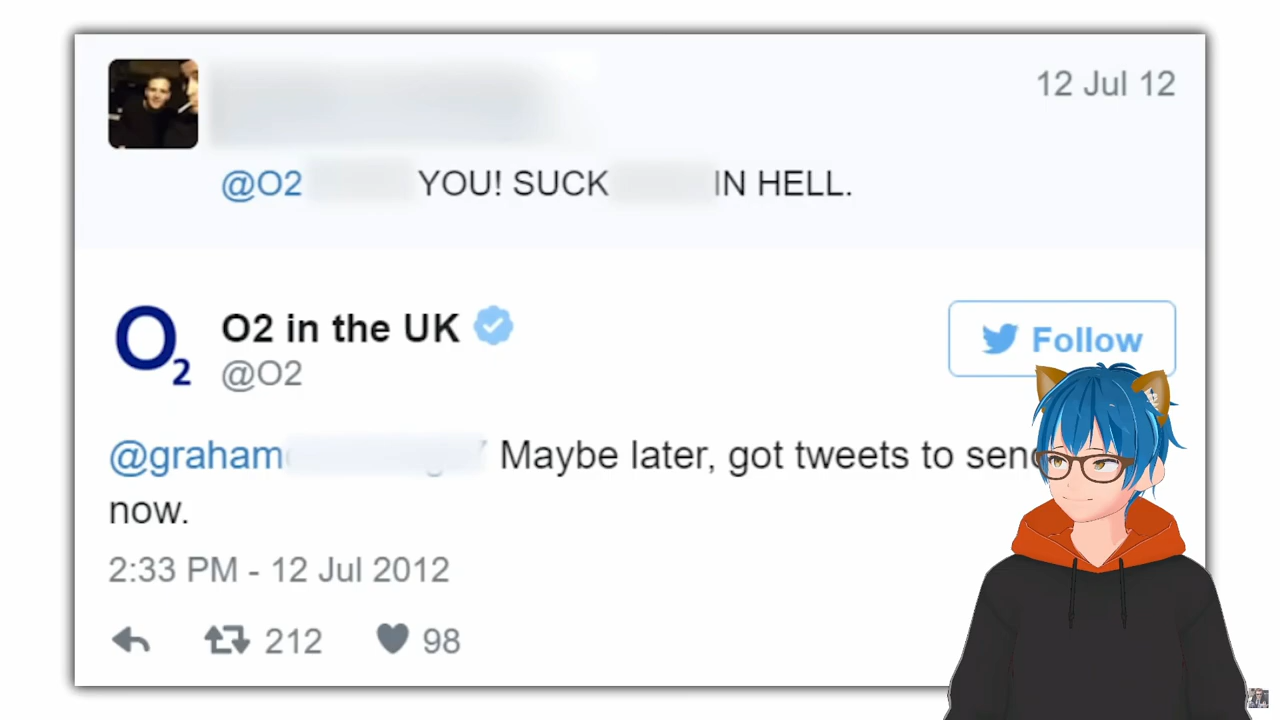 12 Jul 12
@O2 YOU! SUCK IN HELL.
O2
O2 in the UK
@O2
Follow
@graham Maybe later, got tweets to send
now.
2:33 PM - 12 Jul 2012
212 98